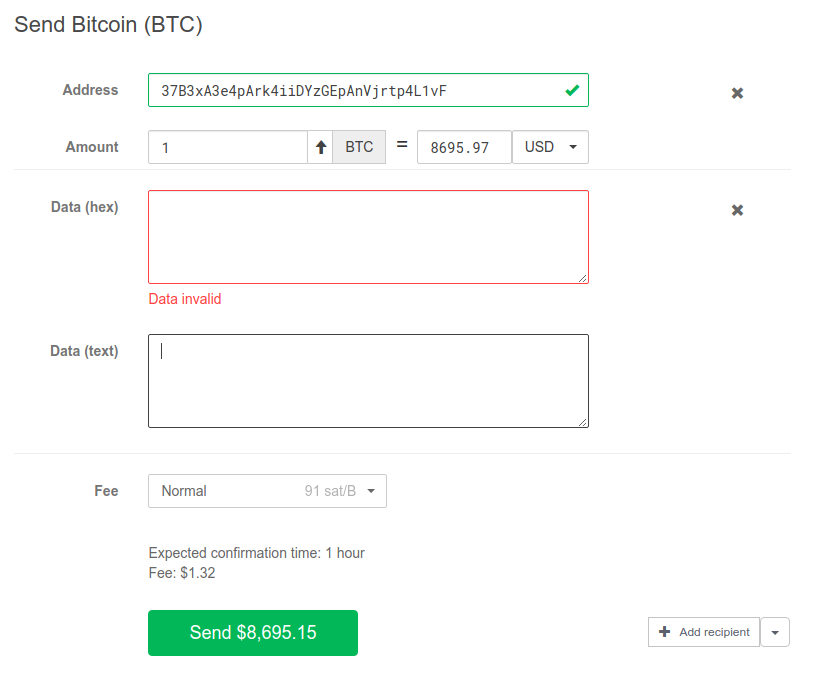 Send Bitcoin (BTC)
Address 37B3xA3e4pArk4iiDYzGEpAnVjrtp4L1vF
Amount 1 BTC = 8695.97 USD
Data (hex)
Data invalid
Data (text)
Fee Normal 91 sat/B
Expected confirmation time: 1 hour
Fee: $1.32
Send $8,695.15 Add recipient